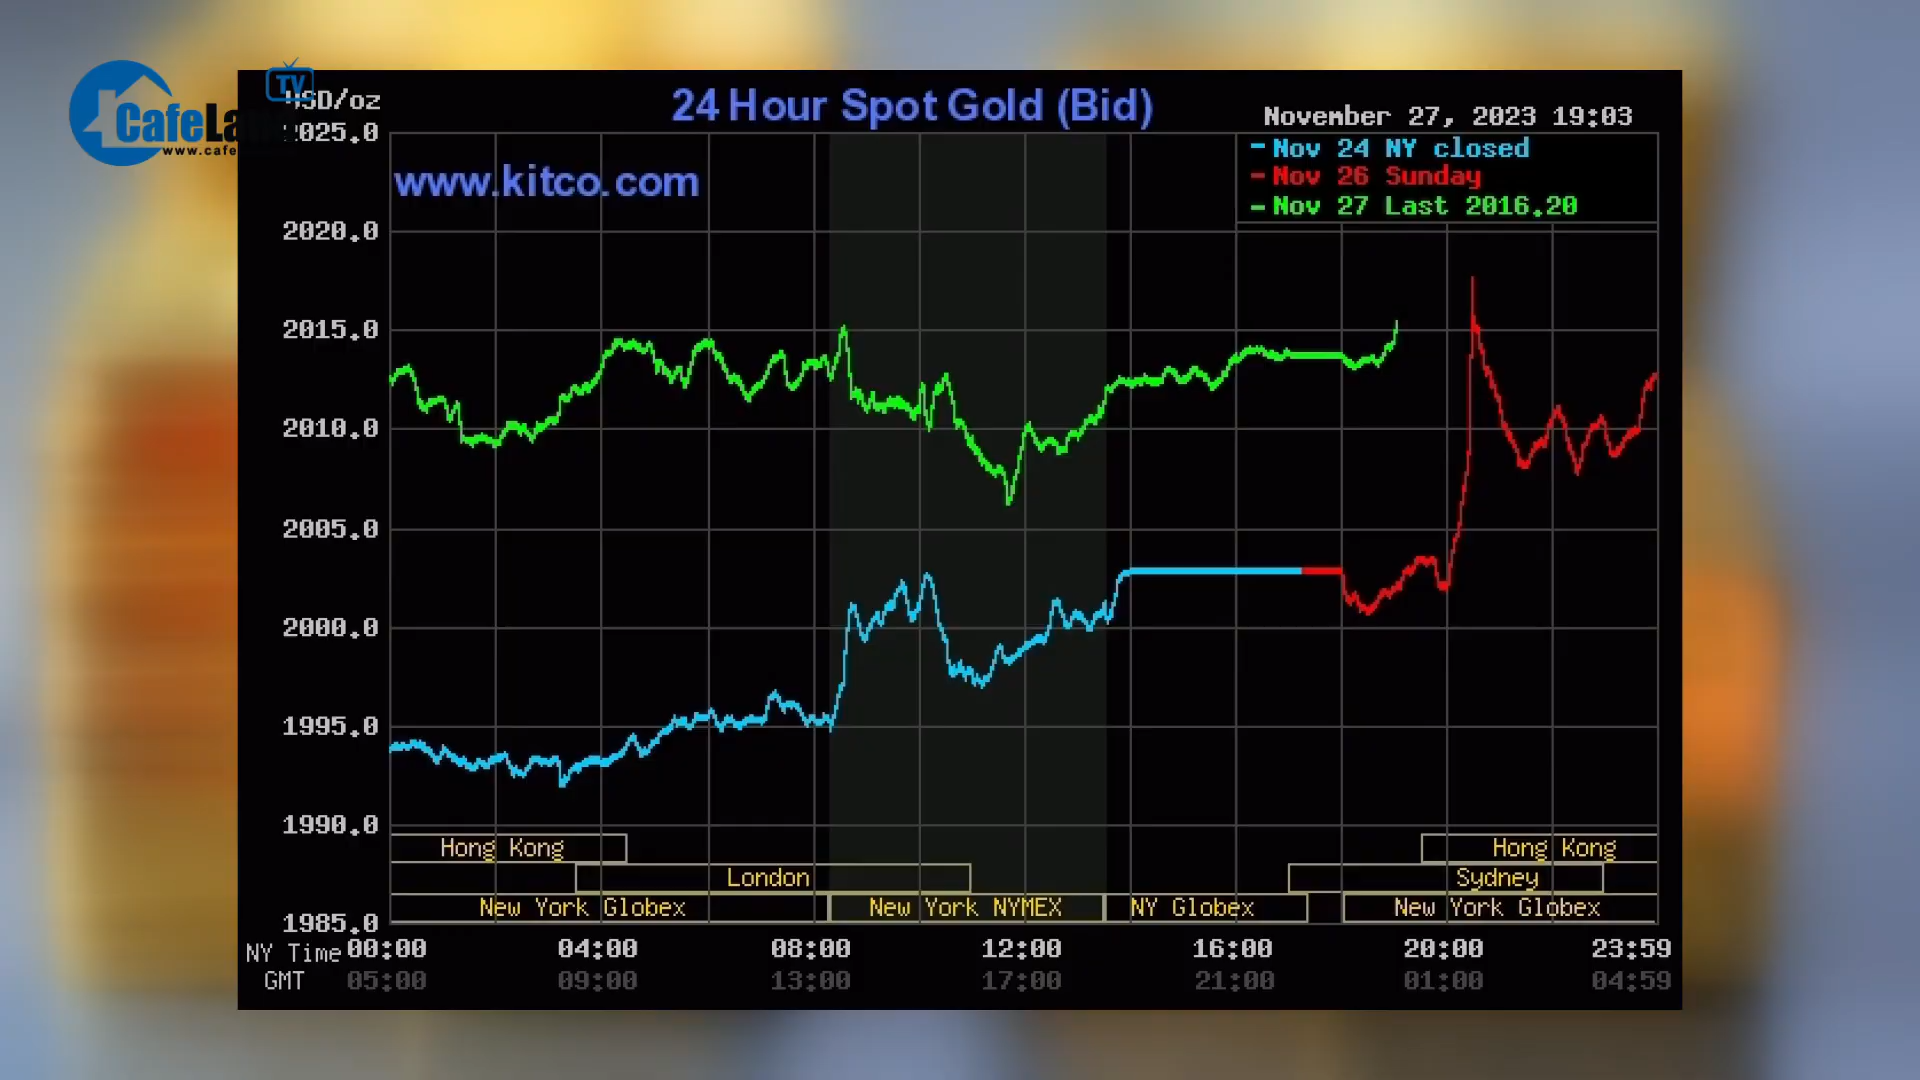 TV
CafeLa
www.cafe
USD/oz
24 Hour Spot Gold (Bid)
November 27, 2023 19:03
www.kitco.com
Nov 24 NY closed
Nov 26 Sunday
Nov 27 Last 2016.20
2025.0
2020.0
2015.0
2010.0
2005.0
2000.0
1995.0
1990.0
1985.0
Hong Kong
Hong Kong
London
Sydney
New York Globex
New York NYMEX
NY Globex
New York Globex
NY Time 00:00 04:00 08:00 12:00 16:00 20:00 23:59
GMT 05:00 09:00 13:00 17:00 21:00 01:00 04:59